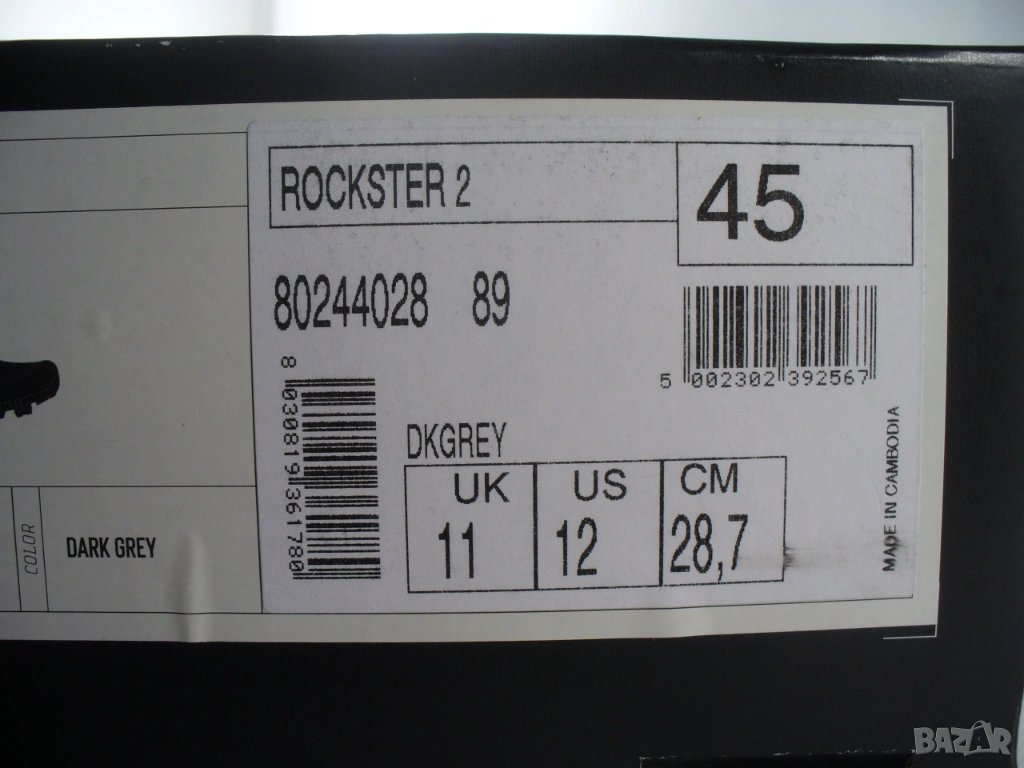 ROCKSTER 2
45
80244028 89
5 002302 392567
8 030819 361780
DKGREY
UK US CM
11 12 28,7
MADE IN CAMBODIA
COLOR
DARK GREY
BAZAR